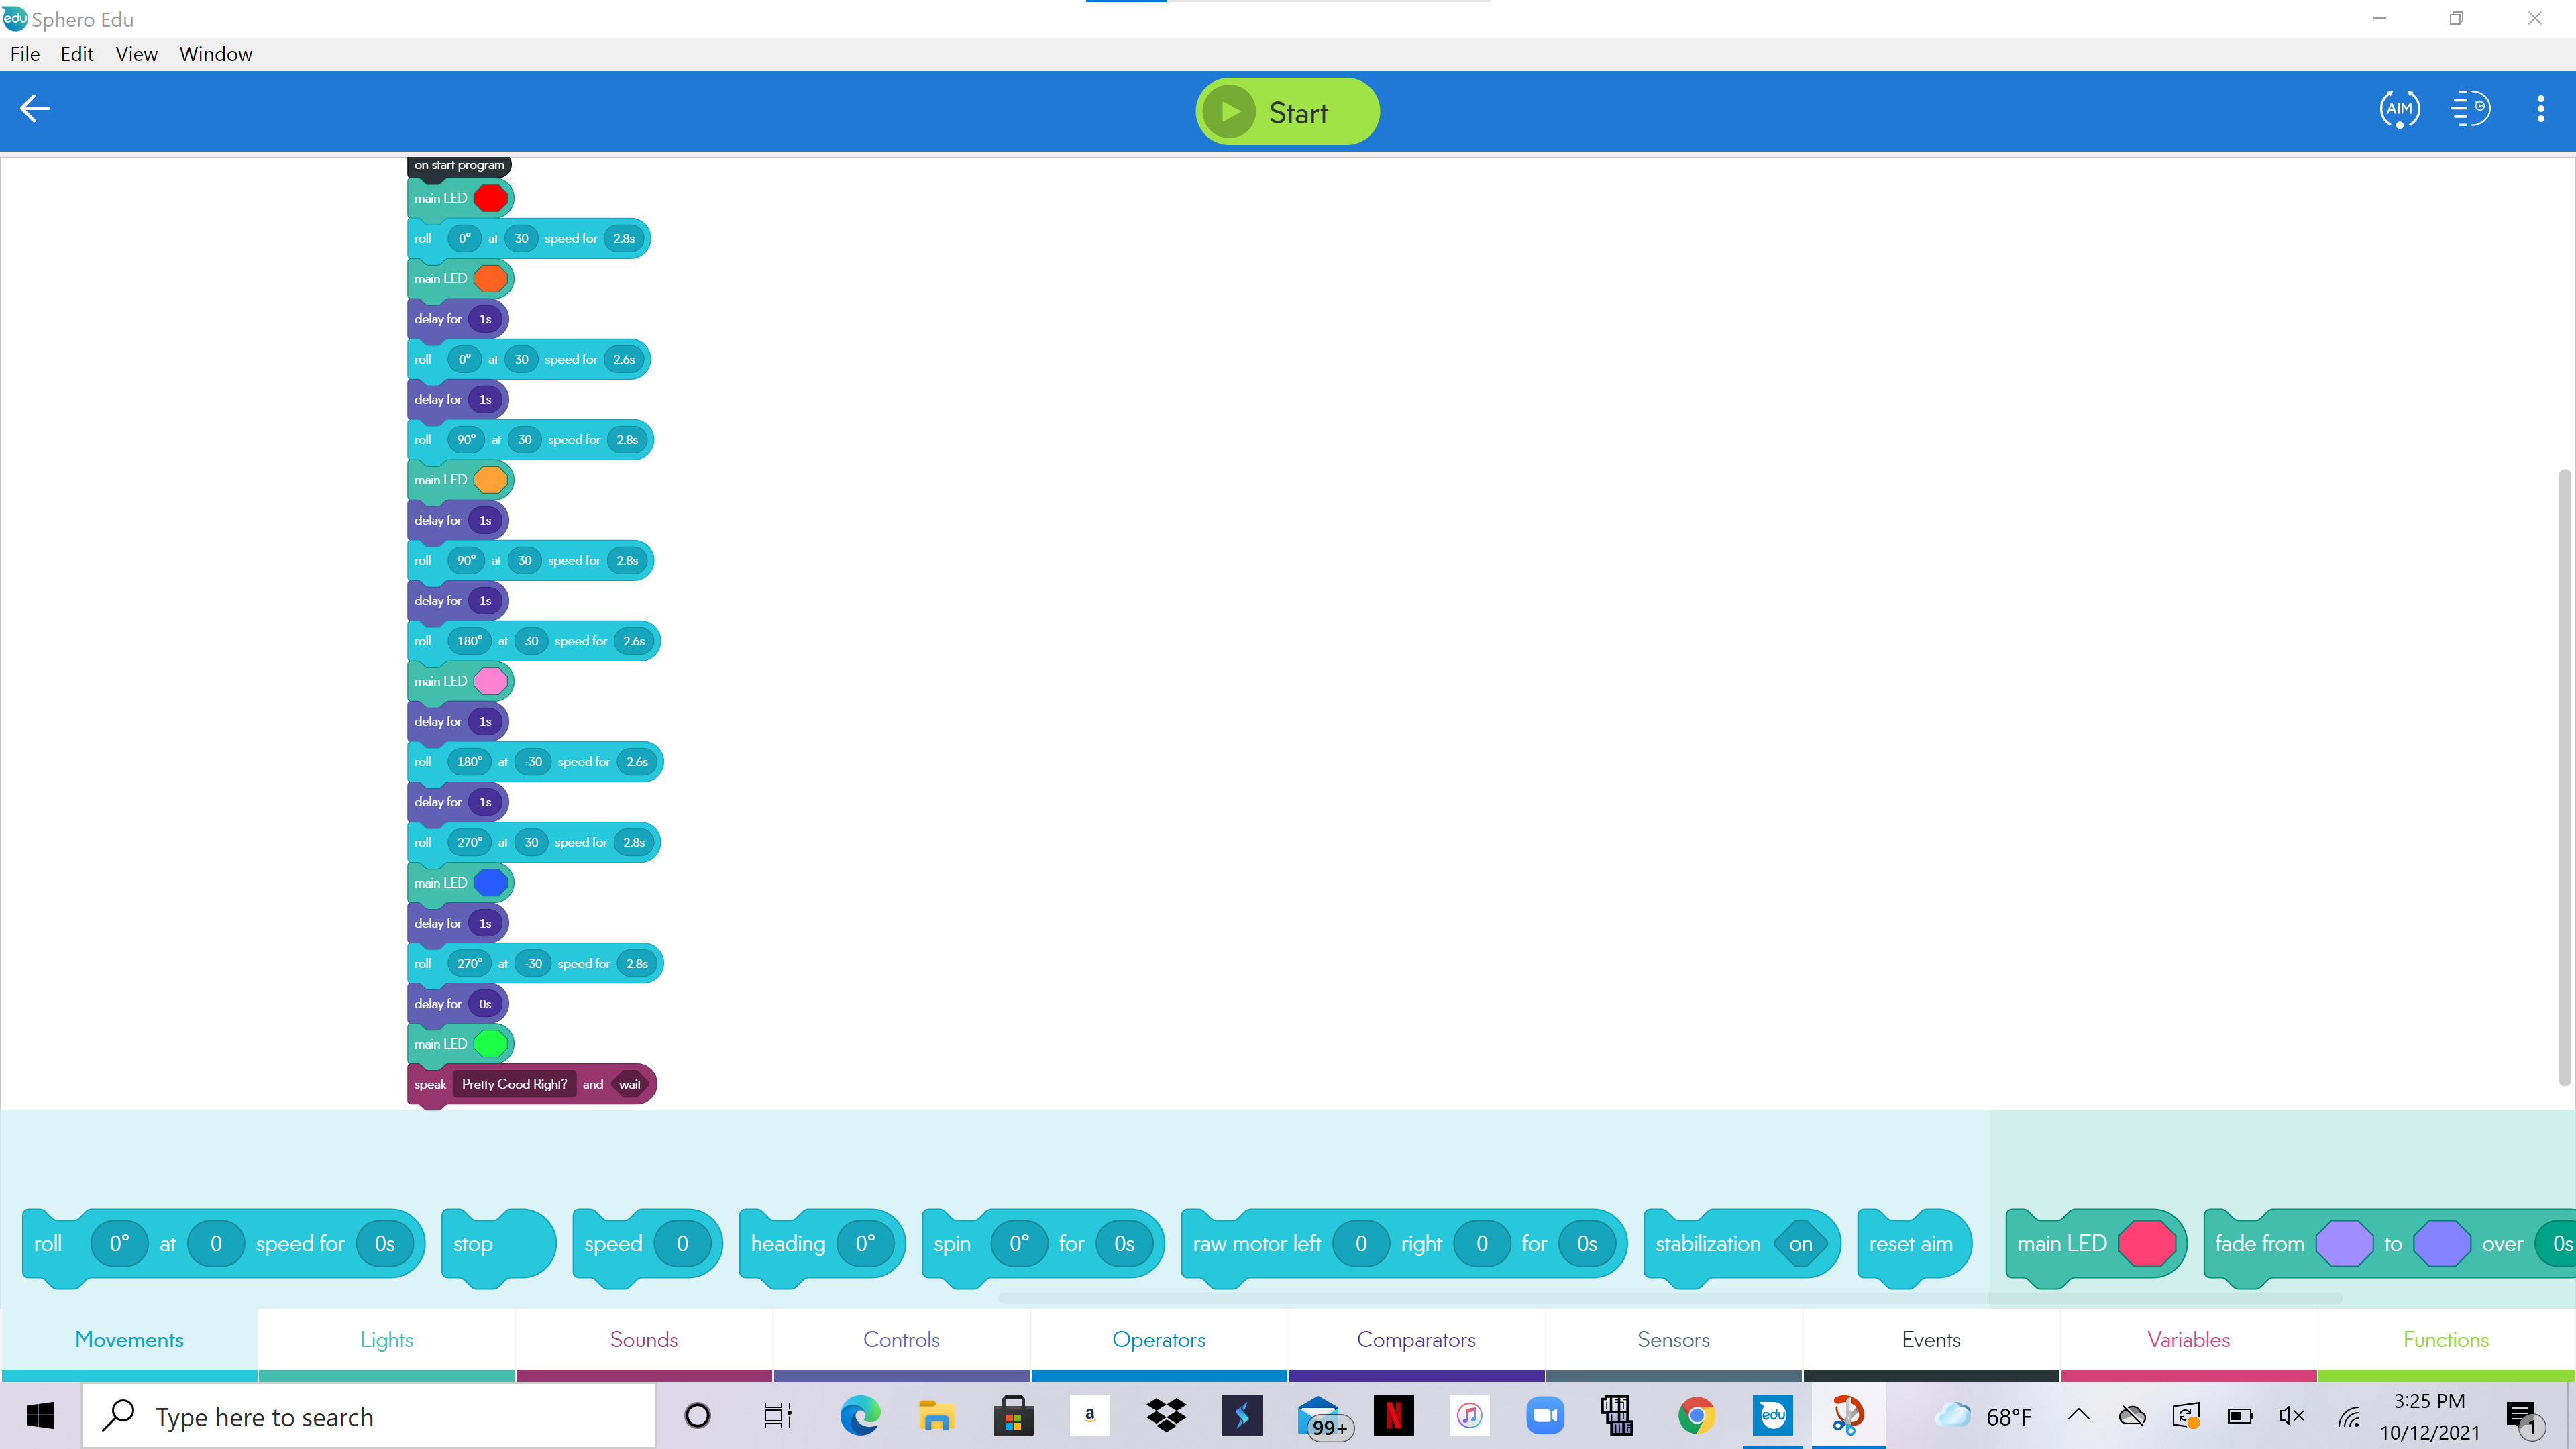 edu Sphero Edu
File Edit View Window
Start
AIM
on start program
main LED
roll 0° at 30 speed for 2.8s
main LED
delay for 1s
roll 0° at 30 speed for 2.6s
delay for 1s
roll 90° at 30 speed for 2.8s
main LED
delay for 1s
roll 90° at 30 speed for 2.8s
delay for 1s
roll 180° at 30 speed for 2.6s
main LED
delay for 1s
roll 180° at -30 speed for 2.6s
delay for 1s
roll 270° at 30 speed for 2.8s
main LED
delay for 1s
roll 270° at -30 speed for 2.8s
delay for 0s
main LED
speak Pretty Good Right? and wait
roll 0° at 0 speed for 0s stop speed 0 heading 0° spin 0° for 0s raw motor left 0 right 0 for 0s stabilization on reset aim main LED fade from to over 0s
Movements Lights Sounds Controls Operators Comparators Sensors Events Variables Functions
Type here to search a 99+ N edu 68°F 3:25 PM
10/12/2021 1